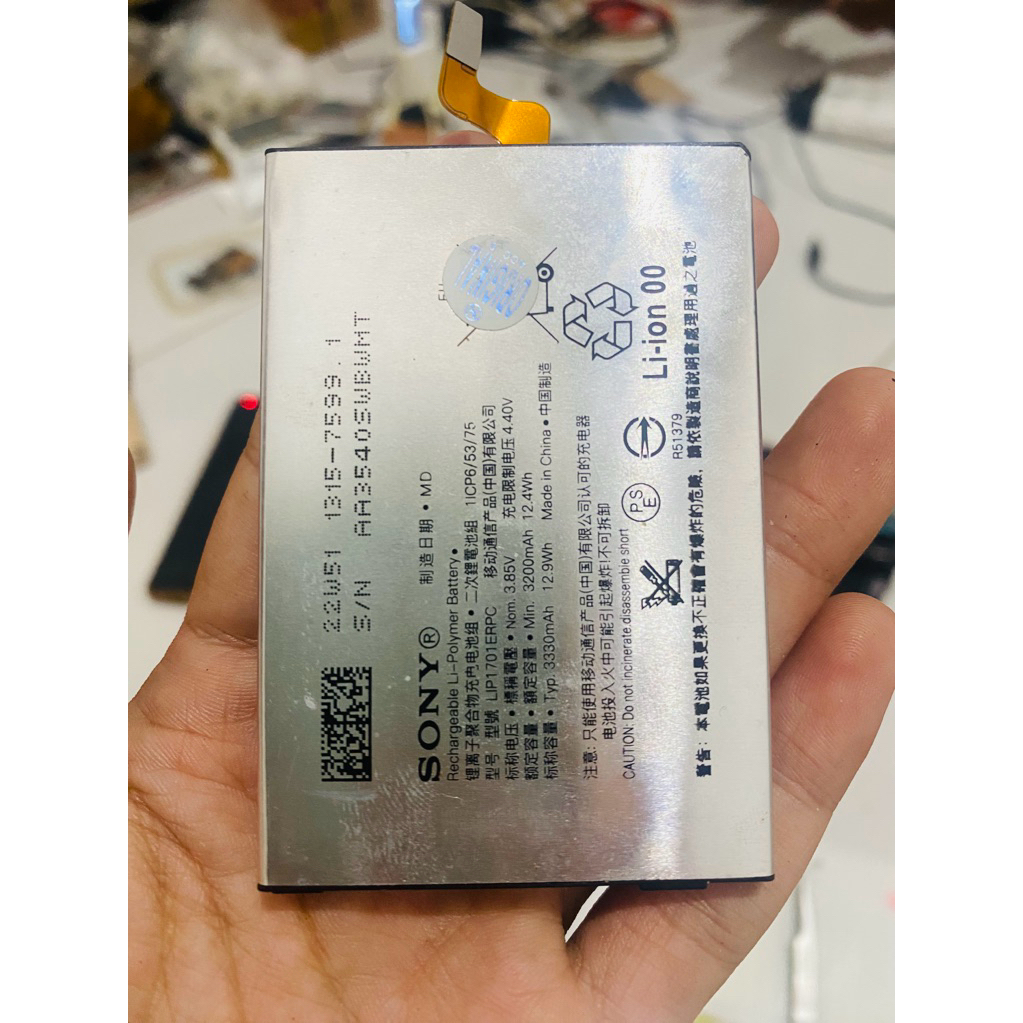 22W51 1315-7599.1
S/N AA3540SWBWMT
SONY® 制造日期 • MD
Rechargeable Li-Polymer Battery •
锂离子聚合物充电电池组 • 二次鋰電池組 1ICP6/53/75
型号 • 型號 LIP1701ERPC 移动通信产品(中国)有限公司
标称电压 • 標稱電壓 • Nom. 3.85V 充电限制电压 4.40V
額定容量 • 額定容量 • Min. 3200mAh 12.4Wh
标称容量 • Typ. 3330mAh 12.9Wh Made in China • 中国制造
注意: 只能使用移动通信产品(中国)有限公司认可的充电器
电池投入火中可能引起爆炸不可拆卸
CAUTION: Do not incinerate.disassemble short
PSE
R51379
Li-ion 00
警告: 本電池如果更換不正確會有爆炸的危險, 請依製造商說明書處理用過之電池